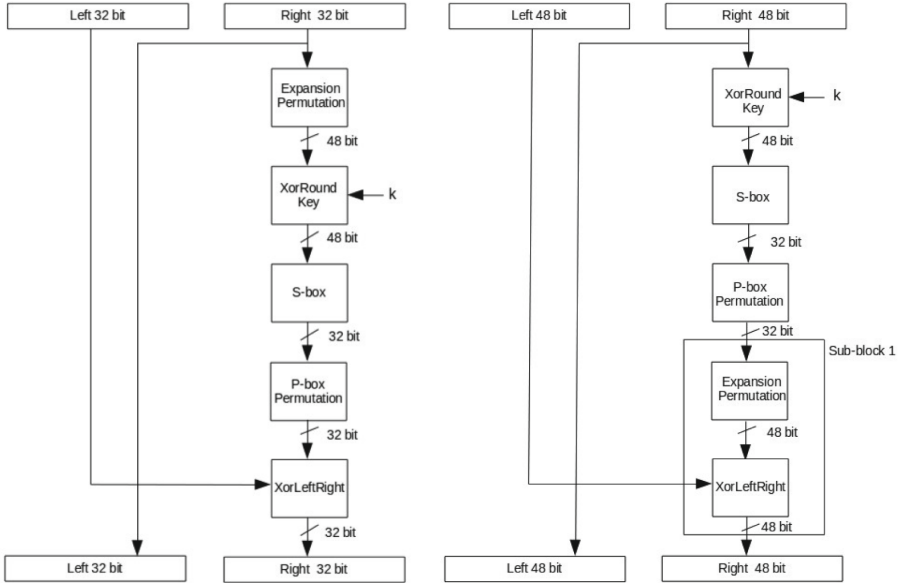 Left 32 bit
Right 32 bit
Expansion
Permutation
48 bit
XorRound
Key
k
48 bit
S-box
32 bit
P-box
Permutation
32 bit
XorLeftRight
32 bit
Left 32 bit
Right 32 bit
Left 48 bit
Right 48 bit
XorRound
Key
k
48 bit
S-box
32 bit
P-box
Permutation
32 bit
Sub-block 1
Expansion
Permutation
48 bit
XorLeftRight
48 bit
Left 48 bit
Right 48 bit